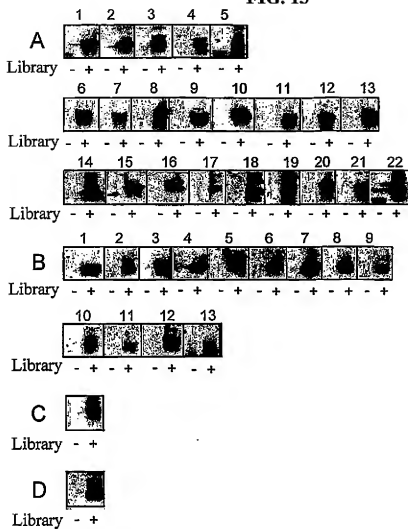 FIG. 13
1 2 3 4 5
A
Library - + - + - + - + - +
6 7 8 9 10 11 12 13
Library - + - + - + - + - + - + - + - +
14 15 16 17 18 19 20 21 22
Library - + - + - + - + - + - + - + - + - +
1 2 3 4 5 6 7 8 9
B
Library - + - + - + - + - + - + - + - + - +
10 11 12 13
Library - + - + - + - +
C
Library - +
D
Library - +